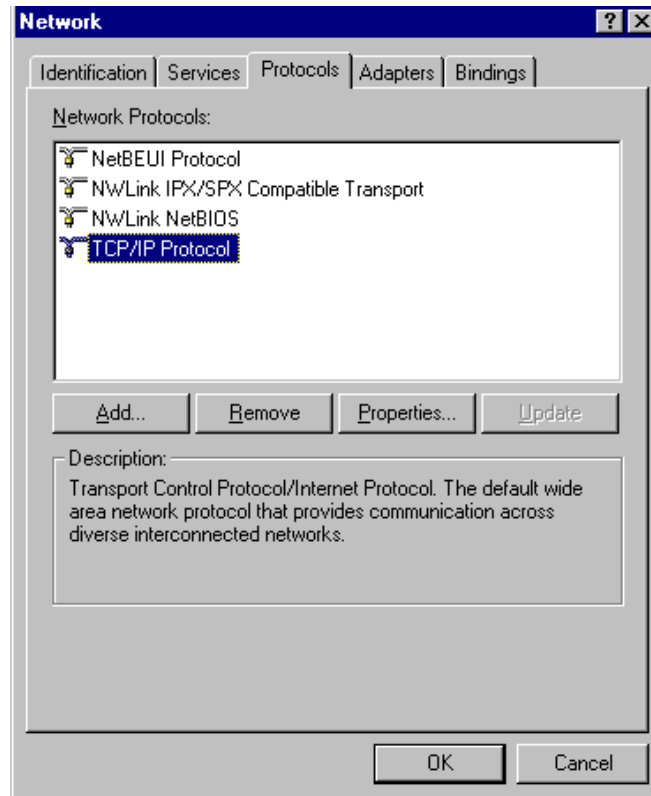 Network
Identification Services Protocols Adapters Bindings
Network Protocols:
NetBEUI Protocol
NWLink IPX/SPX Compatible Transport
NWLink NetBIOS
TCP/IP Protocol
Add... Remove Properties... Update
Description:
Transport Control Protocol/Internet Protocol. The default wide
area network protocol that provides communication across
diverse interconnected networks.
OK Cancel